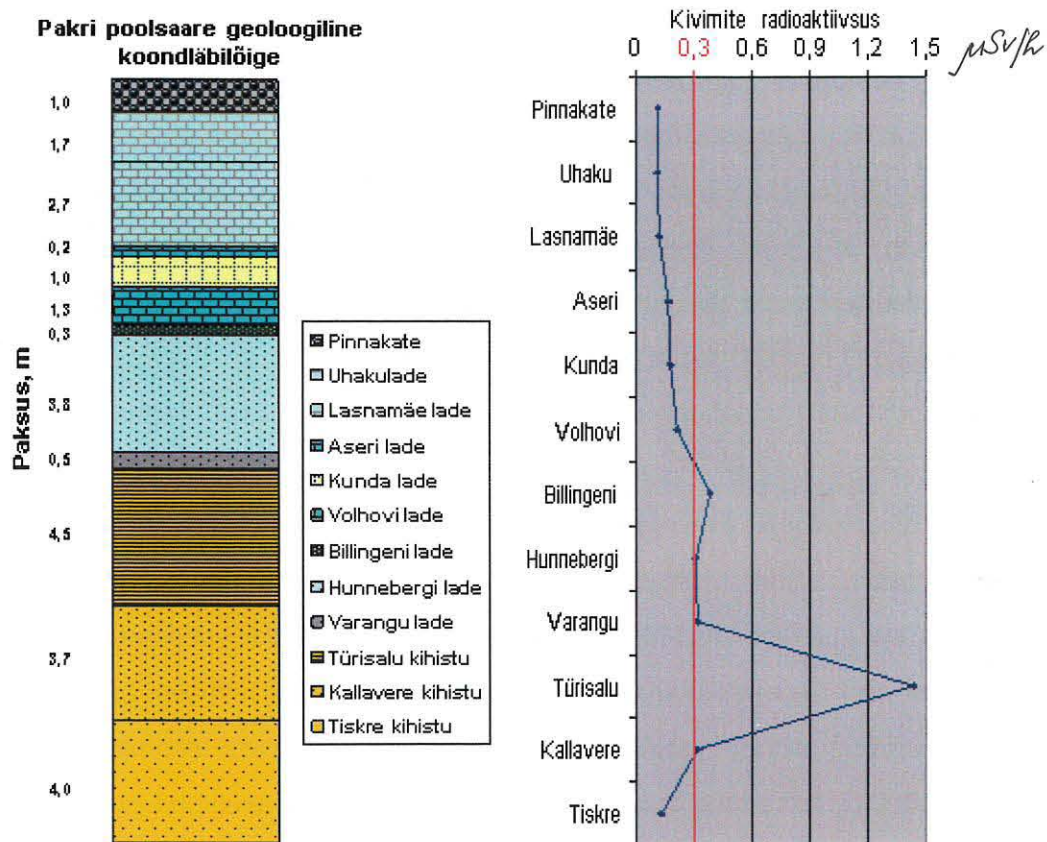 Pakri poolsaare geoloogiline
koondläbilõige
Paksus, m
1,0
1,7
2,7
0,2
1,0
1,3
0,3
3,8
0,5
4,5
3,7
4,0
Pinnakate
Uhakulade
Lasnamäe lade
Aseri lade
Kunda lade
Volhovi lade
Billingeni lade
Hunnebergi lade
Varangu lade
Türisalu kihistu
Kallavere kihistu
Tiskre kihistu
Kivimite radioaktiivsus
0 0,3 0,6 0,9 1,2 1,5 µSv/h
Pinnakate
Uhaku
Lasnamäe
Aseri
Kunda
Volhovi
Billingeni
Hunnebergi
Varangu
Türisalu
Kallavere
Tiskre